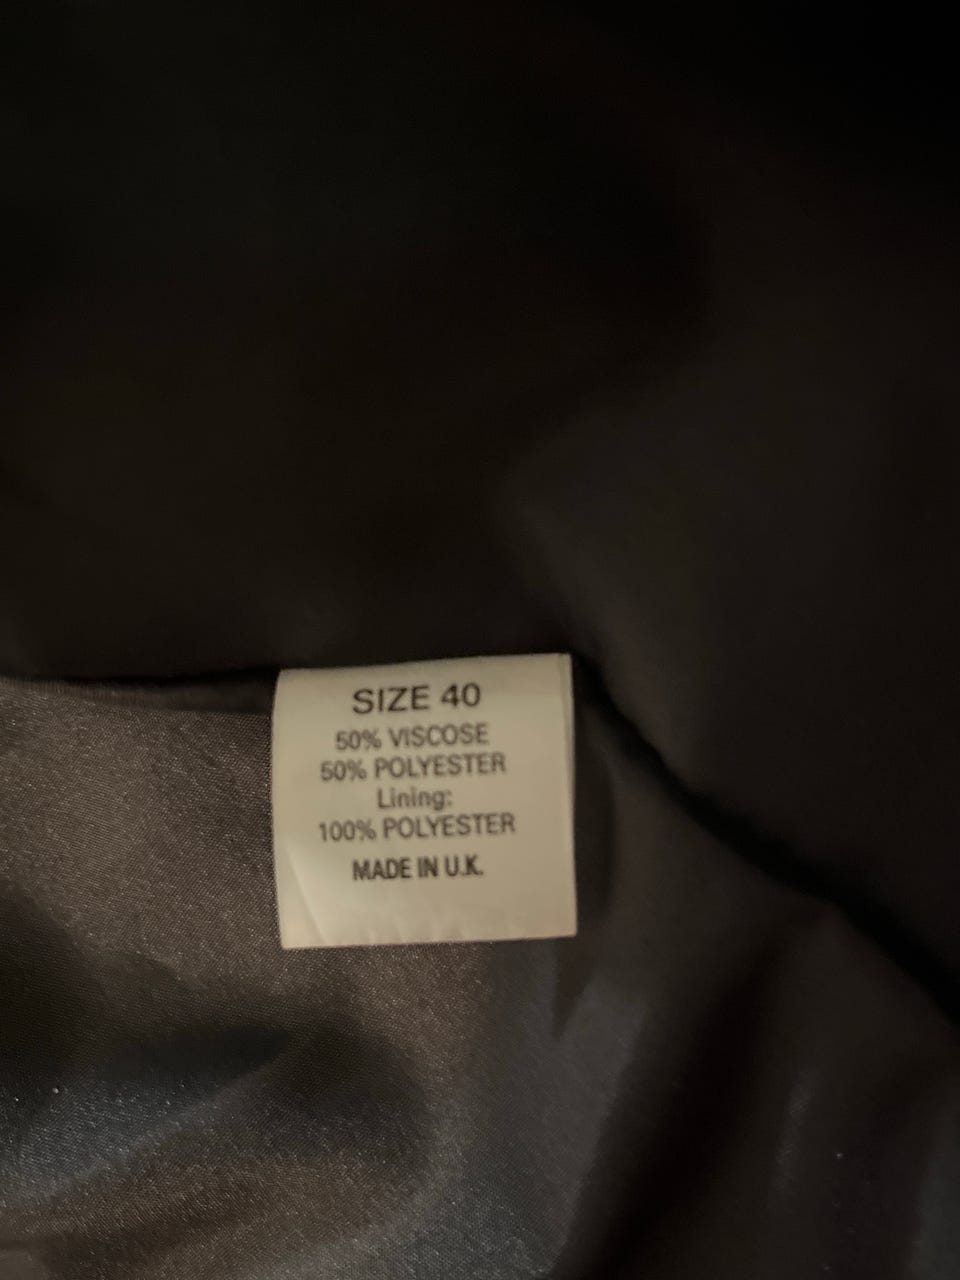 SIZE 40
50% VISCOSE
50% POLYESTER
Lining:
100% POLYESTER
MADE IN U.K.